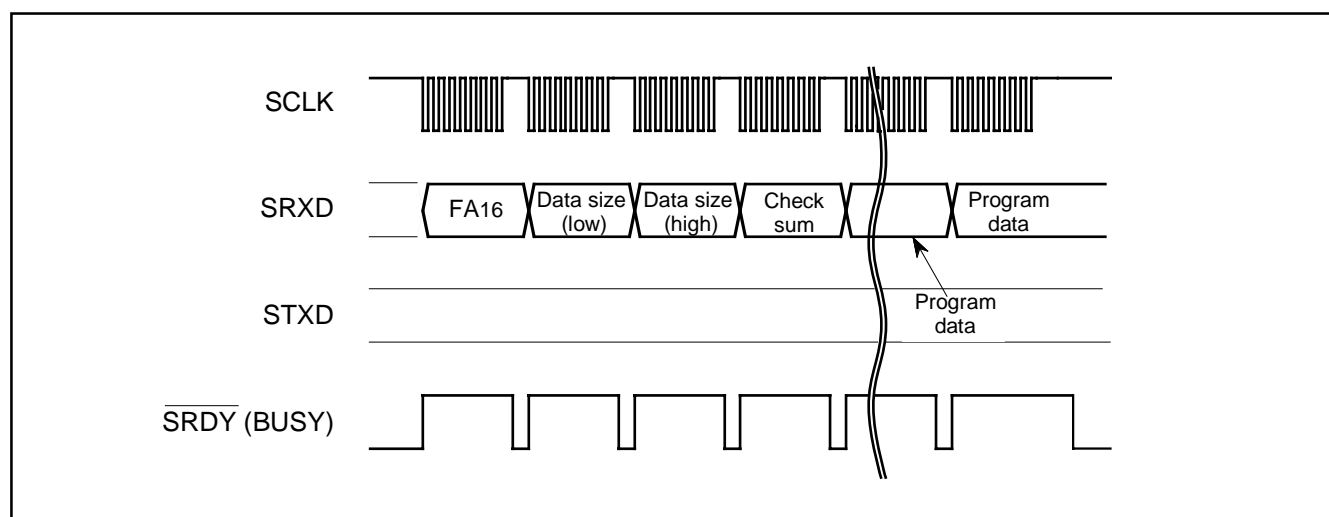 SCLK
SRXD
FA16
Data size
(low)
Data size
(high)
Check
sum
Program
data
STXD
Program
data
SRDY (BUSY)